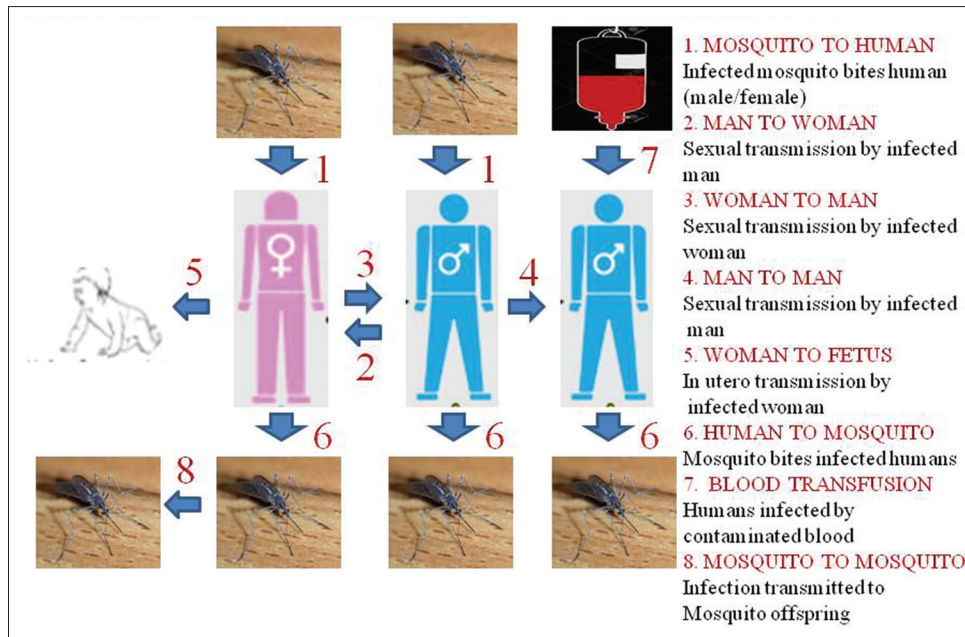 1
1
7
5
3
4
2
6
6
6
8
1. MOSQUITO TO HUMAN
Infected mosquito bites human
(male/female)
2. MAN TO WOMAN
Sexual transmission by infected
man
3. WOMAN TO MAN
Sexual transmission by infected
woman
4. MAN TO MAN
Sexual transmission by infected
man
5. WOMAN TO FETUS
In utero transmission by
infected woman
6. HUMAN TO MOSQUITO
Mosquito bites infected humans
7. BLOOD TRANSFUSION
Humans infected by
contaminated blood
8. MOSQUITO TO MOSQUITO
Infection transmitted to
Mosquito offspring